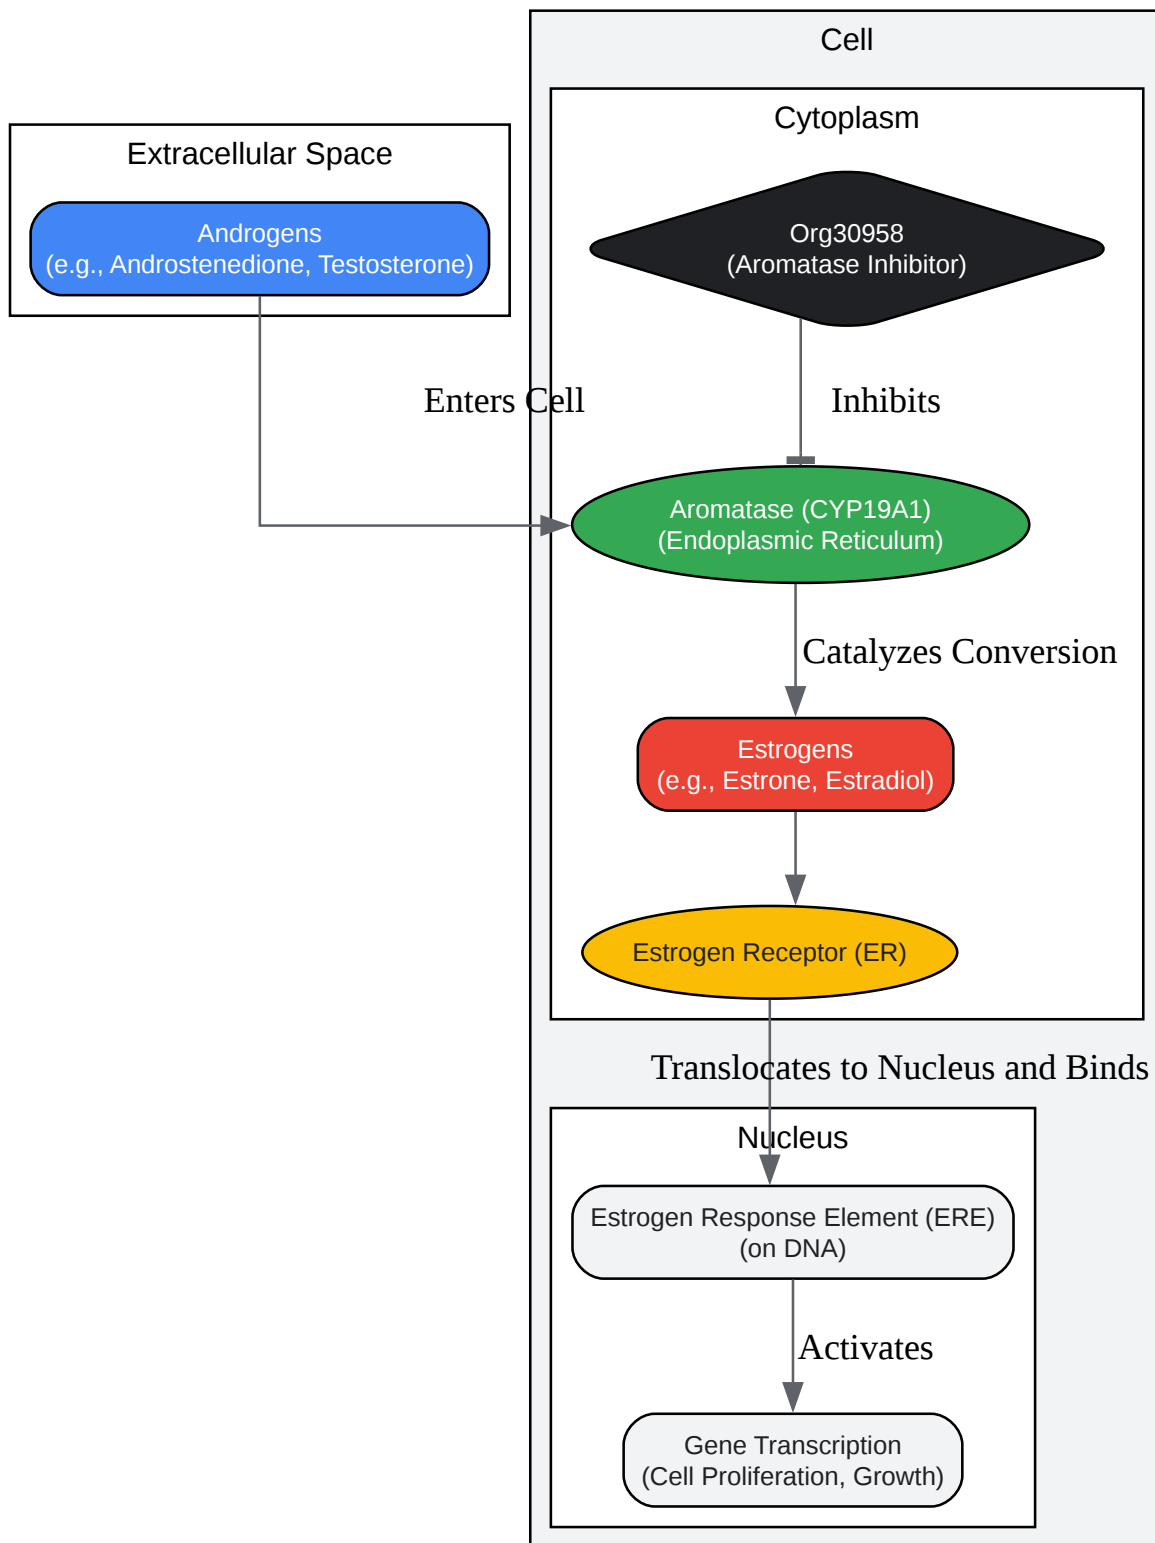 Cell
Cytoplasm
Extracellular Space
Androgens
(e.g., Androstenedione, Testosterone)
Org30958
(Aromatase Inhibitor)
Enters Cell
Inhibits
Aromatase (CYP19A1)
(Endoplasmic Reticulum)
Catalyzes Conversion
Estrogens
(e.g., Estrone, Estradiol)
Estrogen Receptor (ER)
Translocates to Nucleus and Binds
Nucleus
Estrogen Response Element (ERE)
(on DNA)
Activates
Gene Transcription
(Cell Proliferation, Growth)